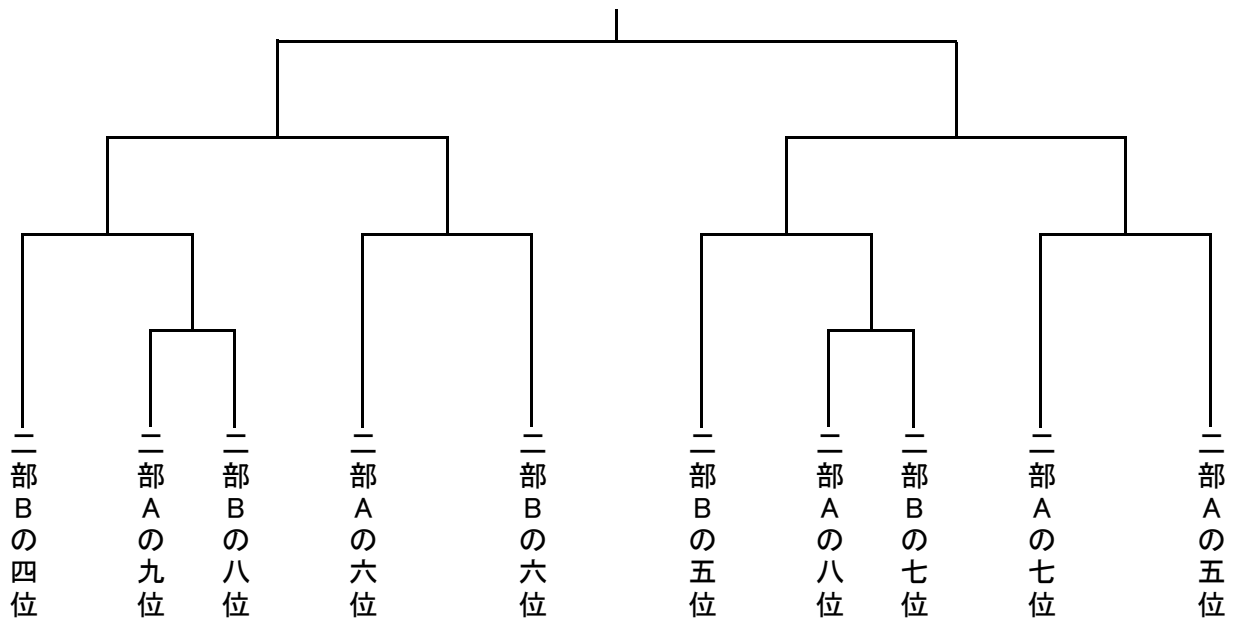 二部Bの四位
二部Aの九位
二部Bの八位
二部Aの六位
二部Bの六位
二部Bの五位
二部Aの八位
二部Bの七位
二部Aの七位
二部Aの五位